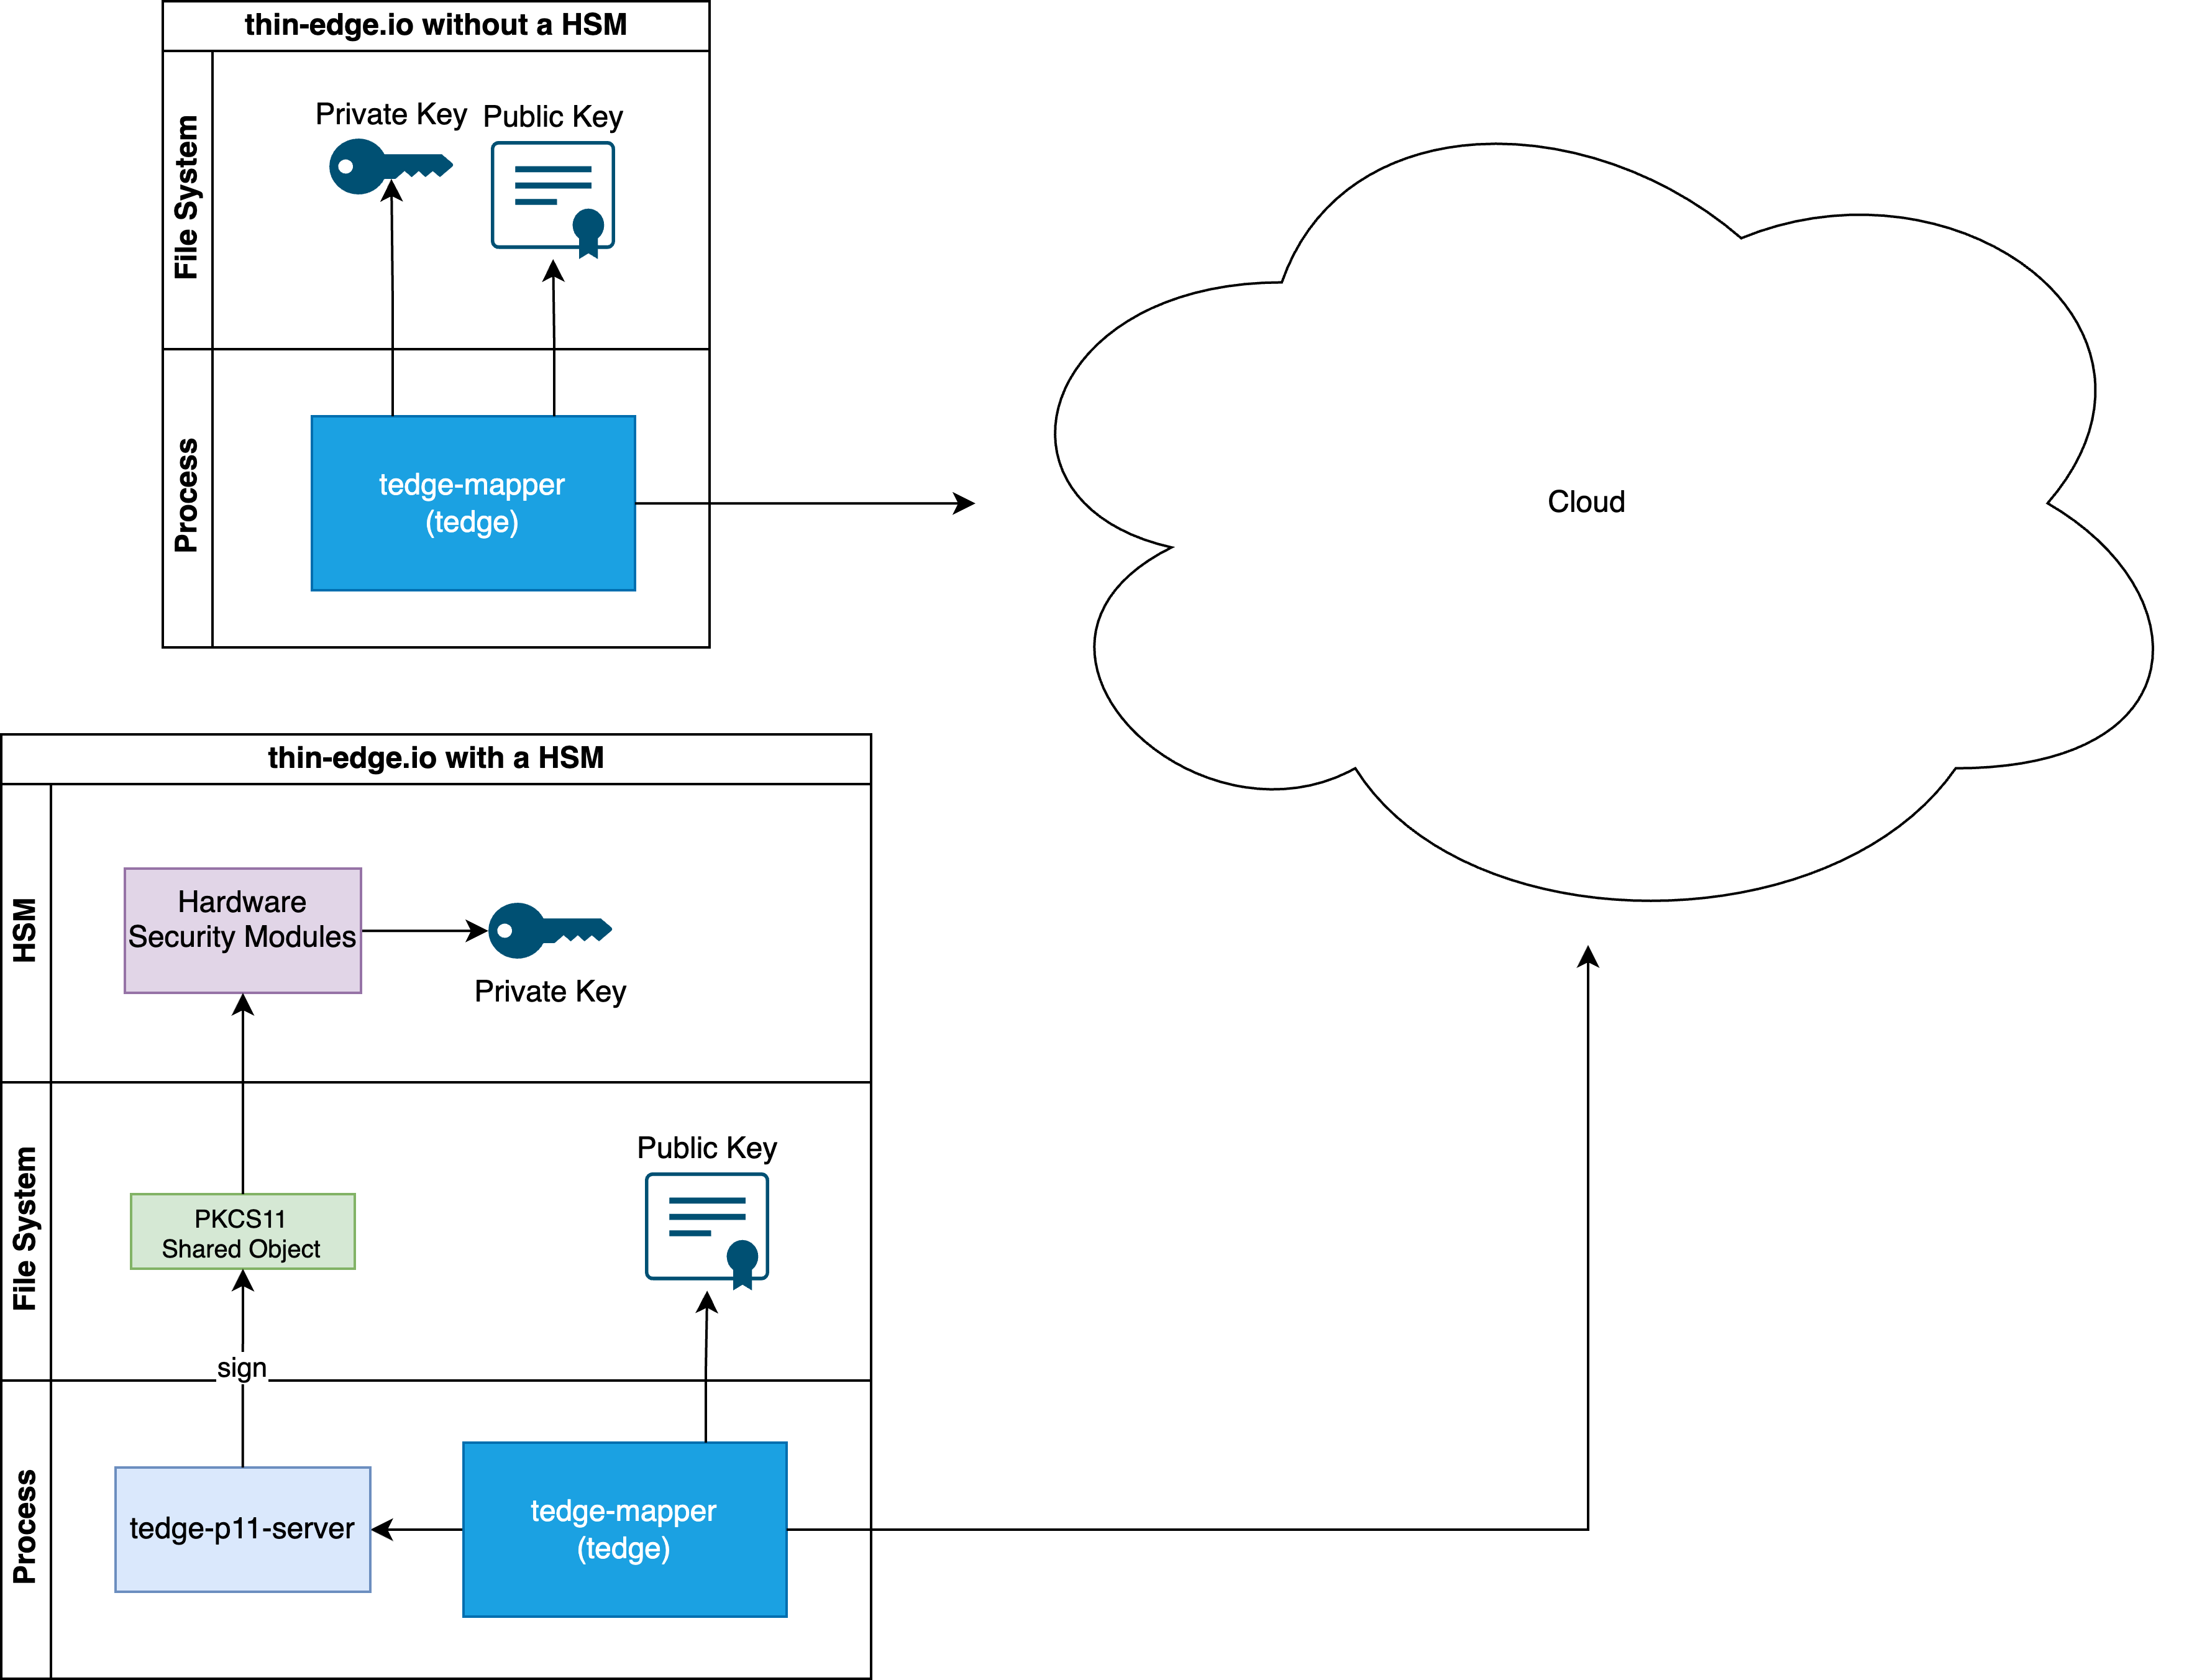 thin-edge.io without a HSM
File System
Private Key
Public Key
Process
tedge-mapper
(tedge)
Cloud
thin-edge.io with a HSM
HSM
Hardware
Security Modules
Private Key
File System
Public Key
PKCS11
Shared Object
sign
Process
tedge-p11-server
tedge-mapper
(tedge)